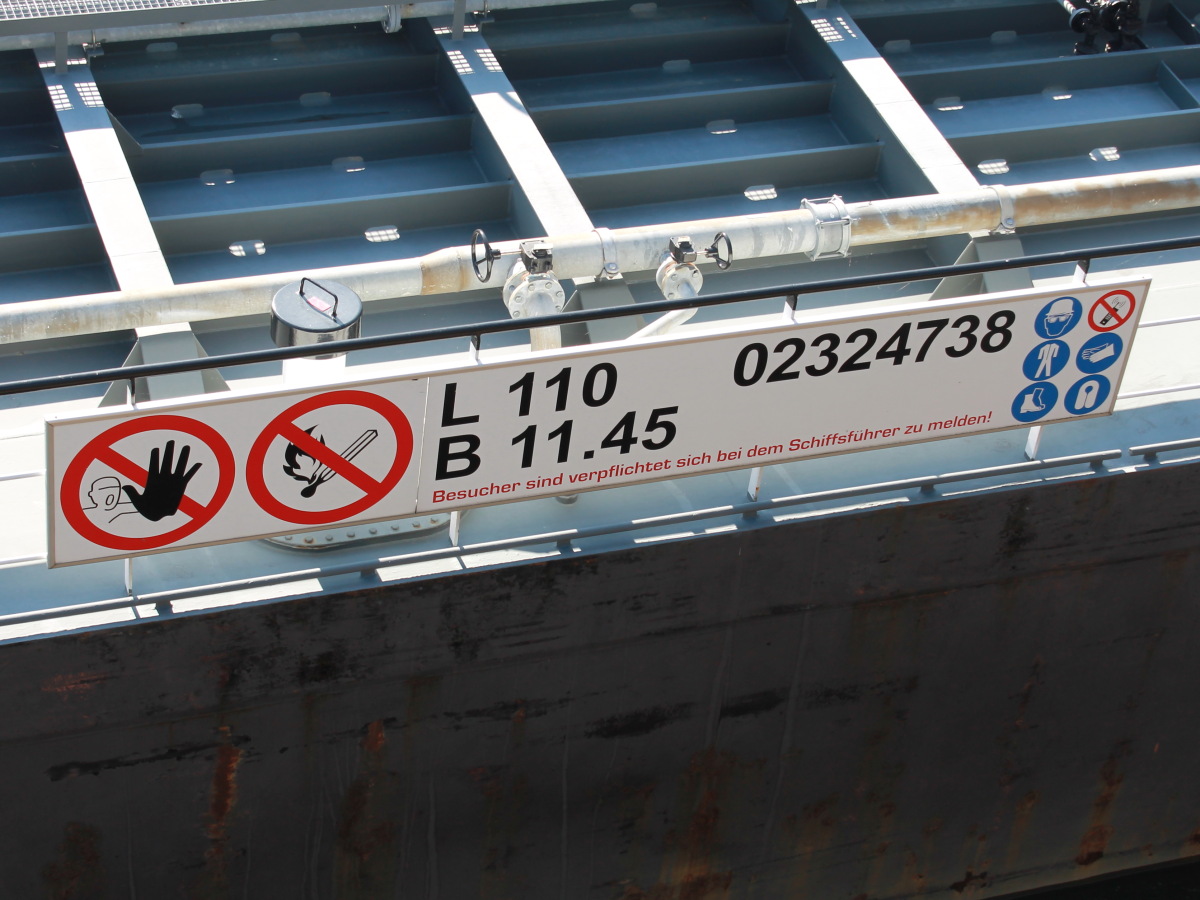 L 110
02324738
B 11.45
Besucher sind verpflichtet sich bei dem Schiffsführer zu melden!